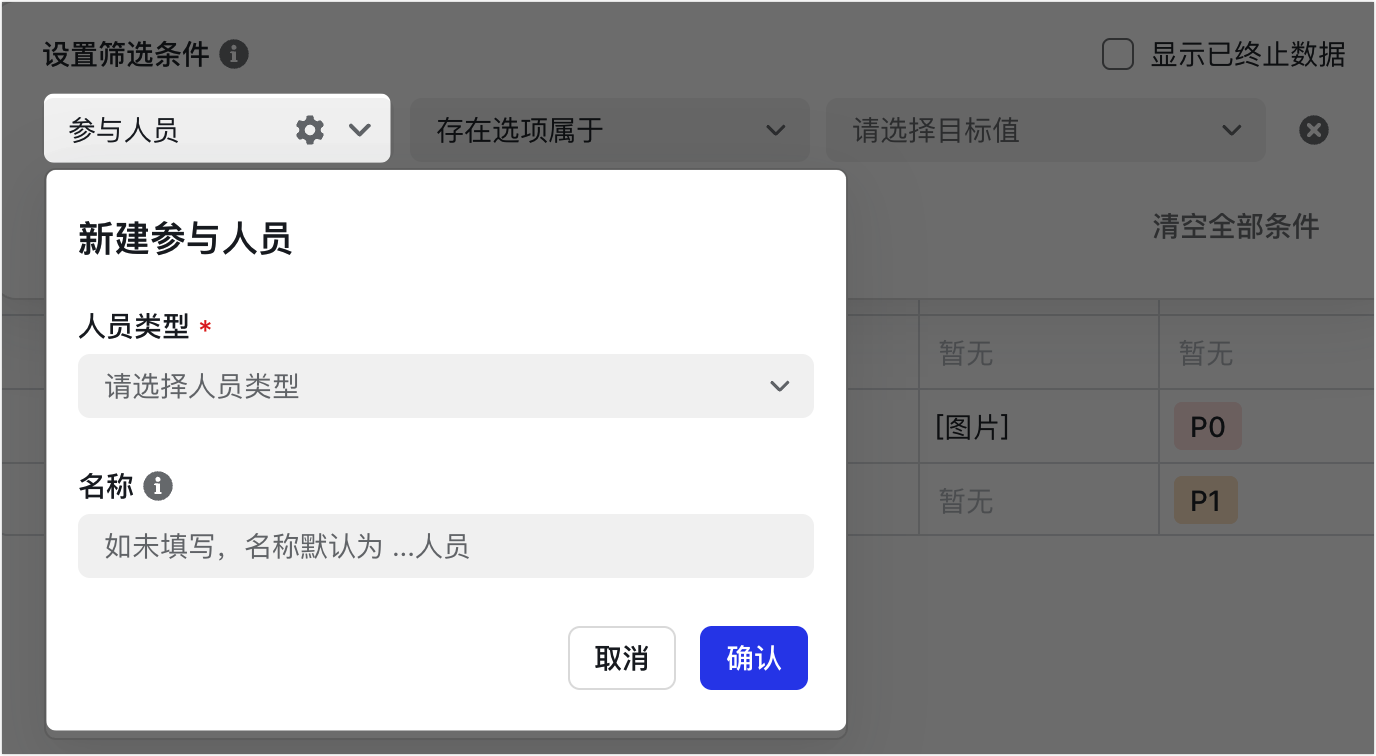 设置筛选条件
显示已终止数据
参与人员
存在选项属于
请选择目标值
清空全部条件
新建参与人员
人员类型 *
请选择人员类型
名称
如未填写，名称默认为 ...人员
取消
确认
暂无
暂无
[图片]
P0
暂无
P1